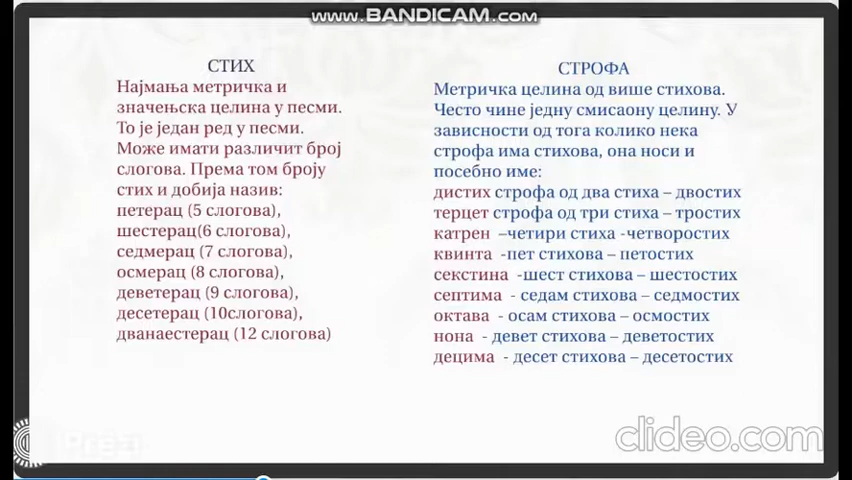 WWW.BANDICAM.COM
СТИХ
Најмања метричка и
значењска целина у песми.
То је један ред у песми.
Може имати различит број
слогова. Према том броју
стих и добија назив:
петерац (5 слогова),
шестерац(6 слогова),
седмерац (7 слогова),
осмерац (8 слогова),
деветерац (9 слогова),
десетерац (10слогова),
дванаестерац (12 слогова)
СТРОФА
Метричка целина од више стихова.
Често чине једну смисаону целину. У
зависности од тога колико нека
строфа има стихова, она носи и
посебно име:
дистих строфа од два стиха – двостих
терцет строфа од три стиха – тростих
катрен –четири стиха -четворостих
квинта -пет стихова – петостих
секстина -шест стихова – шестостих
септима - седам стихова – седмостих
октава - осам стихова – осмостих
нона - девет стихова – деветостих
децима - десет стихова – десетостих
clideo.com